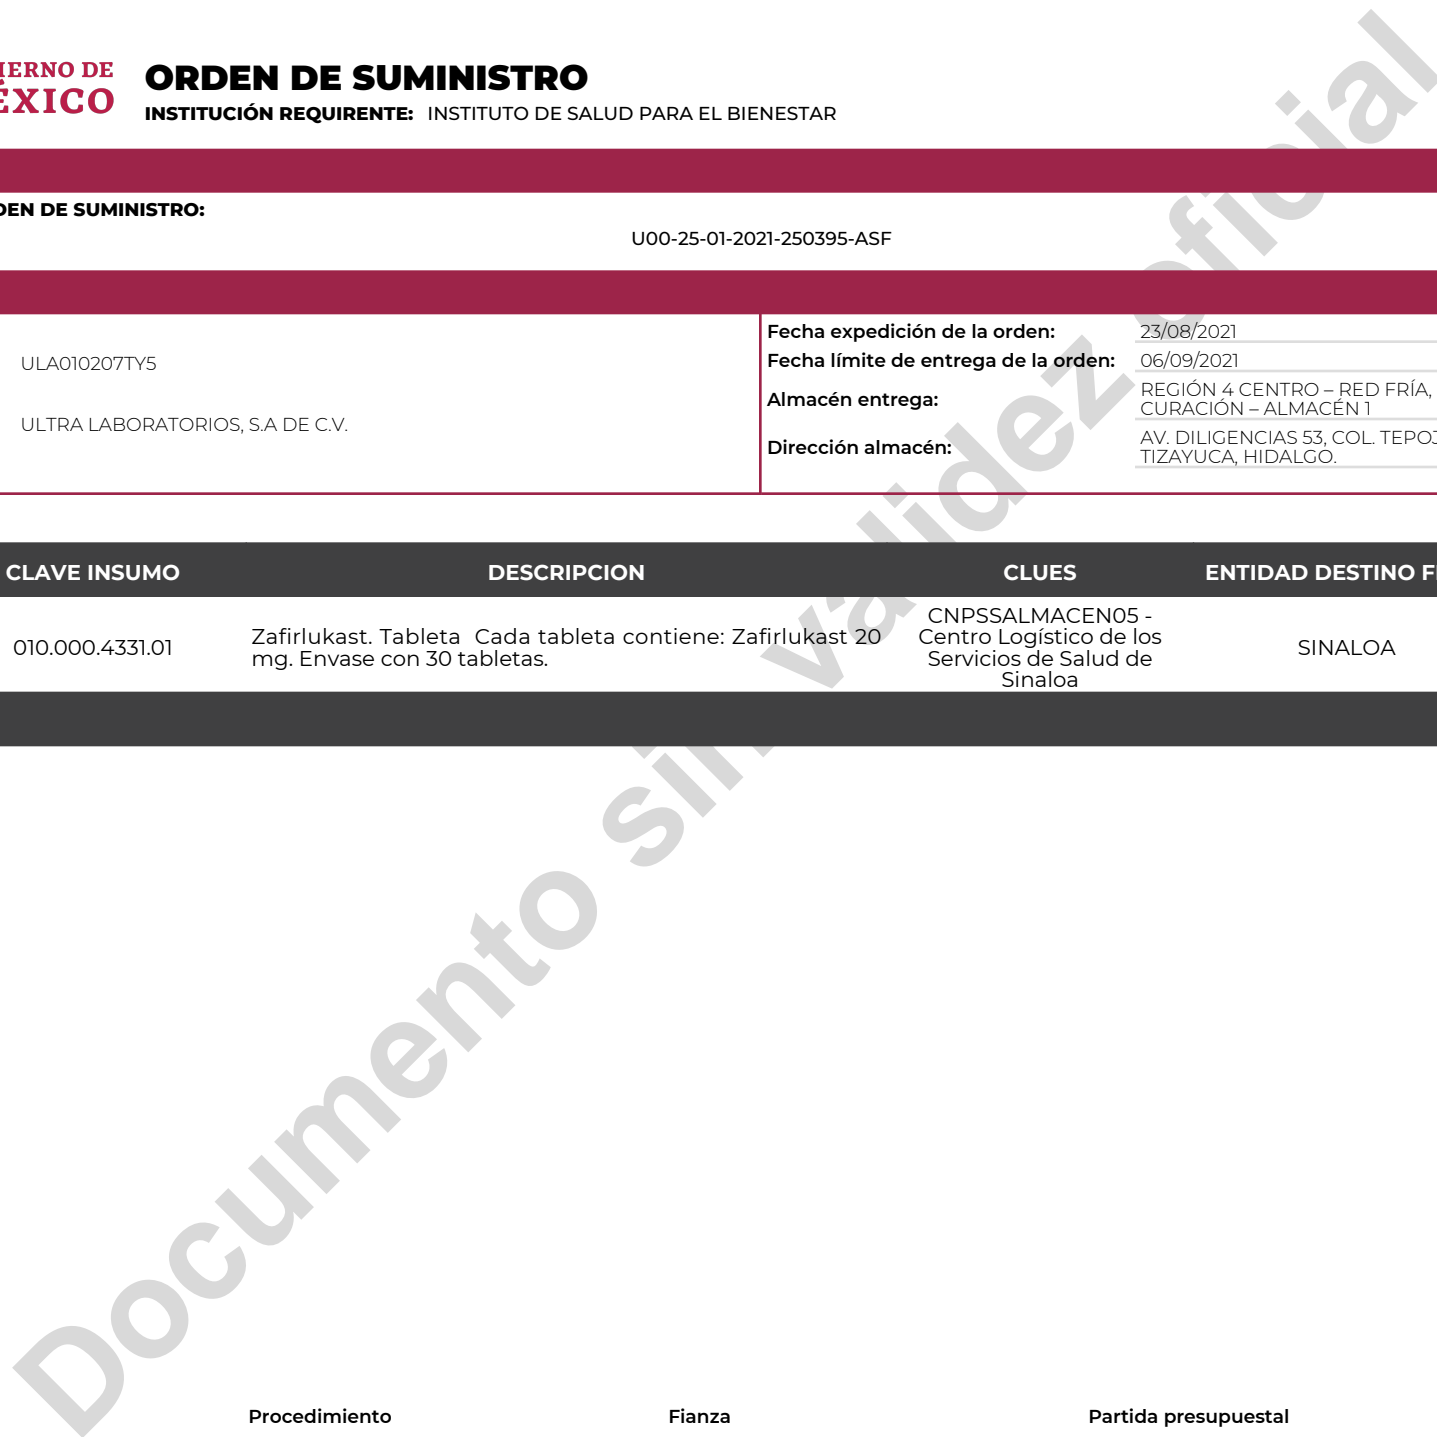 IERNO DE
ÉXICO
ORDEN DE SUMINISTRO
INSTITUCIÓN REQUIRENTE: INSTITUTO DE SALUD PARA EL BIENESTAR
DEN DE SUMINISTRO:
U00-25-01-2021-250395-ASF
ULA010207TY5
ULTRA LABORATORIOS, S.A DE C.V.
Fecha expedición de la orden: 23/08/2021
Fecha límite de entrega de la orden: 06/09/2021
Almacén entrega: REGIÓN 4 CENTRO – RED FRÍA,
CURACIÓN – ALMACÉN 1
Dirección almacén: AV. DILIGENCIAS 53, COL. TEPOJ
TIZAYUCA, HIDALGO.
CLAVE INSUMO DESCRIPCION CLUES ENTIDAD DESTINO F
010.000.4331.01
Zafirlukast. Tableta Cada tableta contiene: Zafirlukast 20
mg. Envase con 30 tabletas.
CNPSSALMACEN05 -
Centro Logístico de los
Servicios de Salud de
Sinaloa
SINALOA
Documento sin validez oficial
Procedimiento Fianza Partida presupuestal